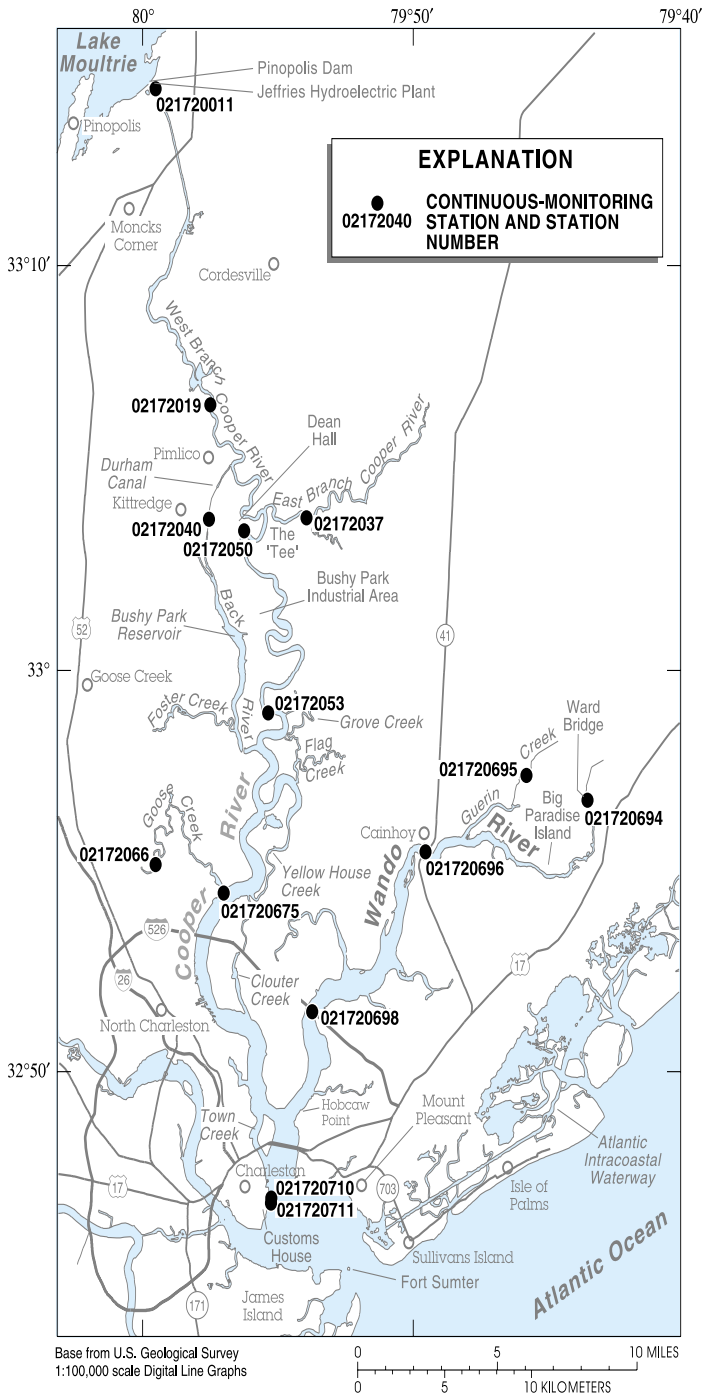 80°
79°50′
79°40′
Lake
Moultrie
Pinopolis Dam
Jeffries Hydroelectric Plant
021720011
Pinopolis
EXPLANATION
02172040
CONTINUOUS-MONITORING
STATION AND STATION
NUMBER
Moncks
Corner
33°10′
Cordesville
West Branch Cooper River
02172019
Dean
Hall
Pimlico
Durham
Canal
East Branch Cooper River
Kittredge
02172040
02172037
02172050
The
'Tee'
Bushy Park
Industrial Area
Back River
Bushy Park
Reservoir
52
41
33°
Goose Creek
02172053
Foster Creek
Grove Creek
Ward
Bridge
Flag
Creek
021720695
Guerin Creek
Big
Paradise
Island
021720694
Goose Creek
Cooper River
Cainhoy
Wando River
02172066
021720696
Yellow House
Creek
021720675
526
17
26
Clouter
Creek
North Charleston
021720698
32°50′
Hobcaw
Point
Mount
Pleasant
Town
Creek
Atlantic
Intracoastal
Waterway
17
Charleston
021720710
021720711
703
Isle of
Palms
Customs
House
Sullivans Island
Fort Sumter
Atlantic Ocean
171
James
Island
Base from U.S. Geological Survey
1:100,000 scale Digital Line Graphs
0 5 10 MILES
0 5 10 KILOMETERS